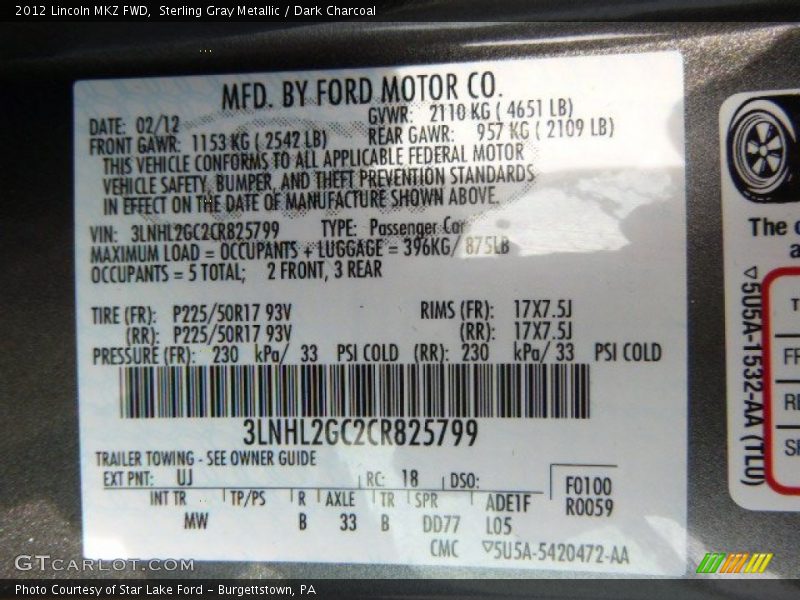 2012 Lincoln MKZ FWD,  Sterling Gray Metallic / Dark Charcoal
MFD. BY FORD MOTOR CO.
DATE: 02/12 GVWR: 2110 KG ( 4651 LB)
FRONT GAWR: 1153 KG ( 2542 LB) REAR GAWR: 957 KG ( 2109 LB)
THIS VEHICLE CONFORMS TO ALL APPLICABLE FEDERAL MOTOR
VEHICLE SAFETY, BUMPER, AND THEFT PREVENTION STANDARDS
IN EFFECT ON THE DATE OF MANUFACTURE SHOWN ABOVE.
VIN: 3LNHL2GC2CR825799 TYPE: Passenger Car
MAXIMUM LOAD = OCCUPANTS + LUGGAGE = 396KG/ 875LB
OCCUPANTS = 5 TOTAL; 2 FRONT, 3 REAR
TIRE (FR): P225/50R17 93V RIMS (FR): 17X7.5J
(RR): P225/50R17 93V (RR): 17X7.5J
PRESSURE (FR): 230 kPa/ 33 PSI COLD (RR): 230 kPa/ 33 PSI COLD
3LNHL2GC2CR825799
TRAILER TOWING - SEE OWNER GUIDE
EXT PNT: UJ RC: 18 DSO: F0100
INT TR TP/PS R AXLE TR SPR ADE1F R0059
MW B 33 B DD77 L05
CMC ▽5U5A-5420472-AA
The
▽5U5A-1532-AA (TLU)
GTCarlot.com
Photo Courtesy of Star Lake Ford – Burgettstown, PA